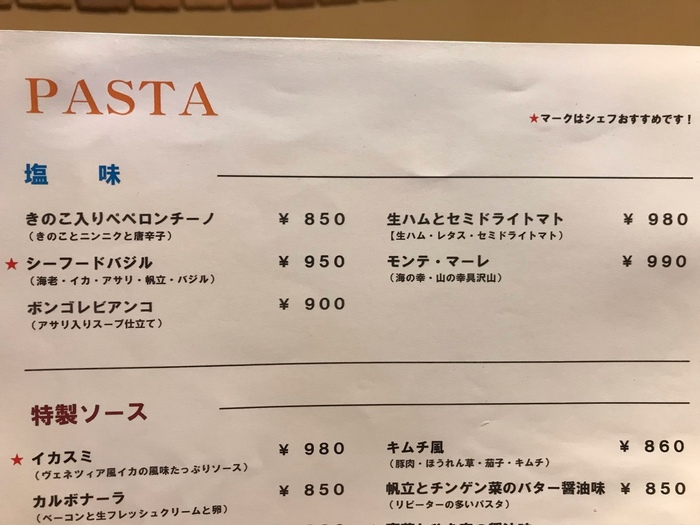 PASTA
★マークはシェフおすすめです！
塩　味
きのこ入りペペロンチーノ ¥ 850
（きのことニンニクと唐辛子）
★ シーフードバジル ¥ 950
（海老・イカ・アサリ・帆立・バジル）
ボンゴレビアンコ ¥ 900
（アサリ入りスープ仕立て）
生ハムとセミドライトマト ¥ 980
【生ハム・レタス・セミドライトマト）
モンテ・マーレ ¥ 990
（海の幸・山の幸具沢山）
特製ソース
★ イカスミ ¥ 980
（ヴェネツィア風イカの風味たっぷりソース）
カルボナーラ ¥ 850
（ベーコンと生フレッシュクリームと卵）
キムチ風 ¥ 860
（豚肉・ほうれん草・茄子・キムチ）
帆立とチンゲン菜のバター醤油味 ¥ 850
（リピーターの多いパスタ）